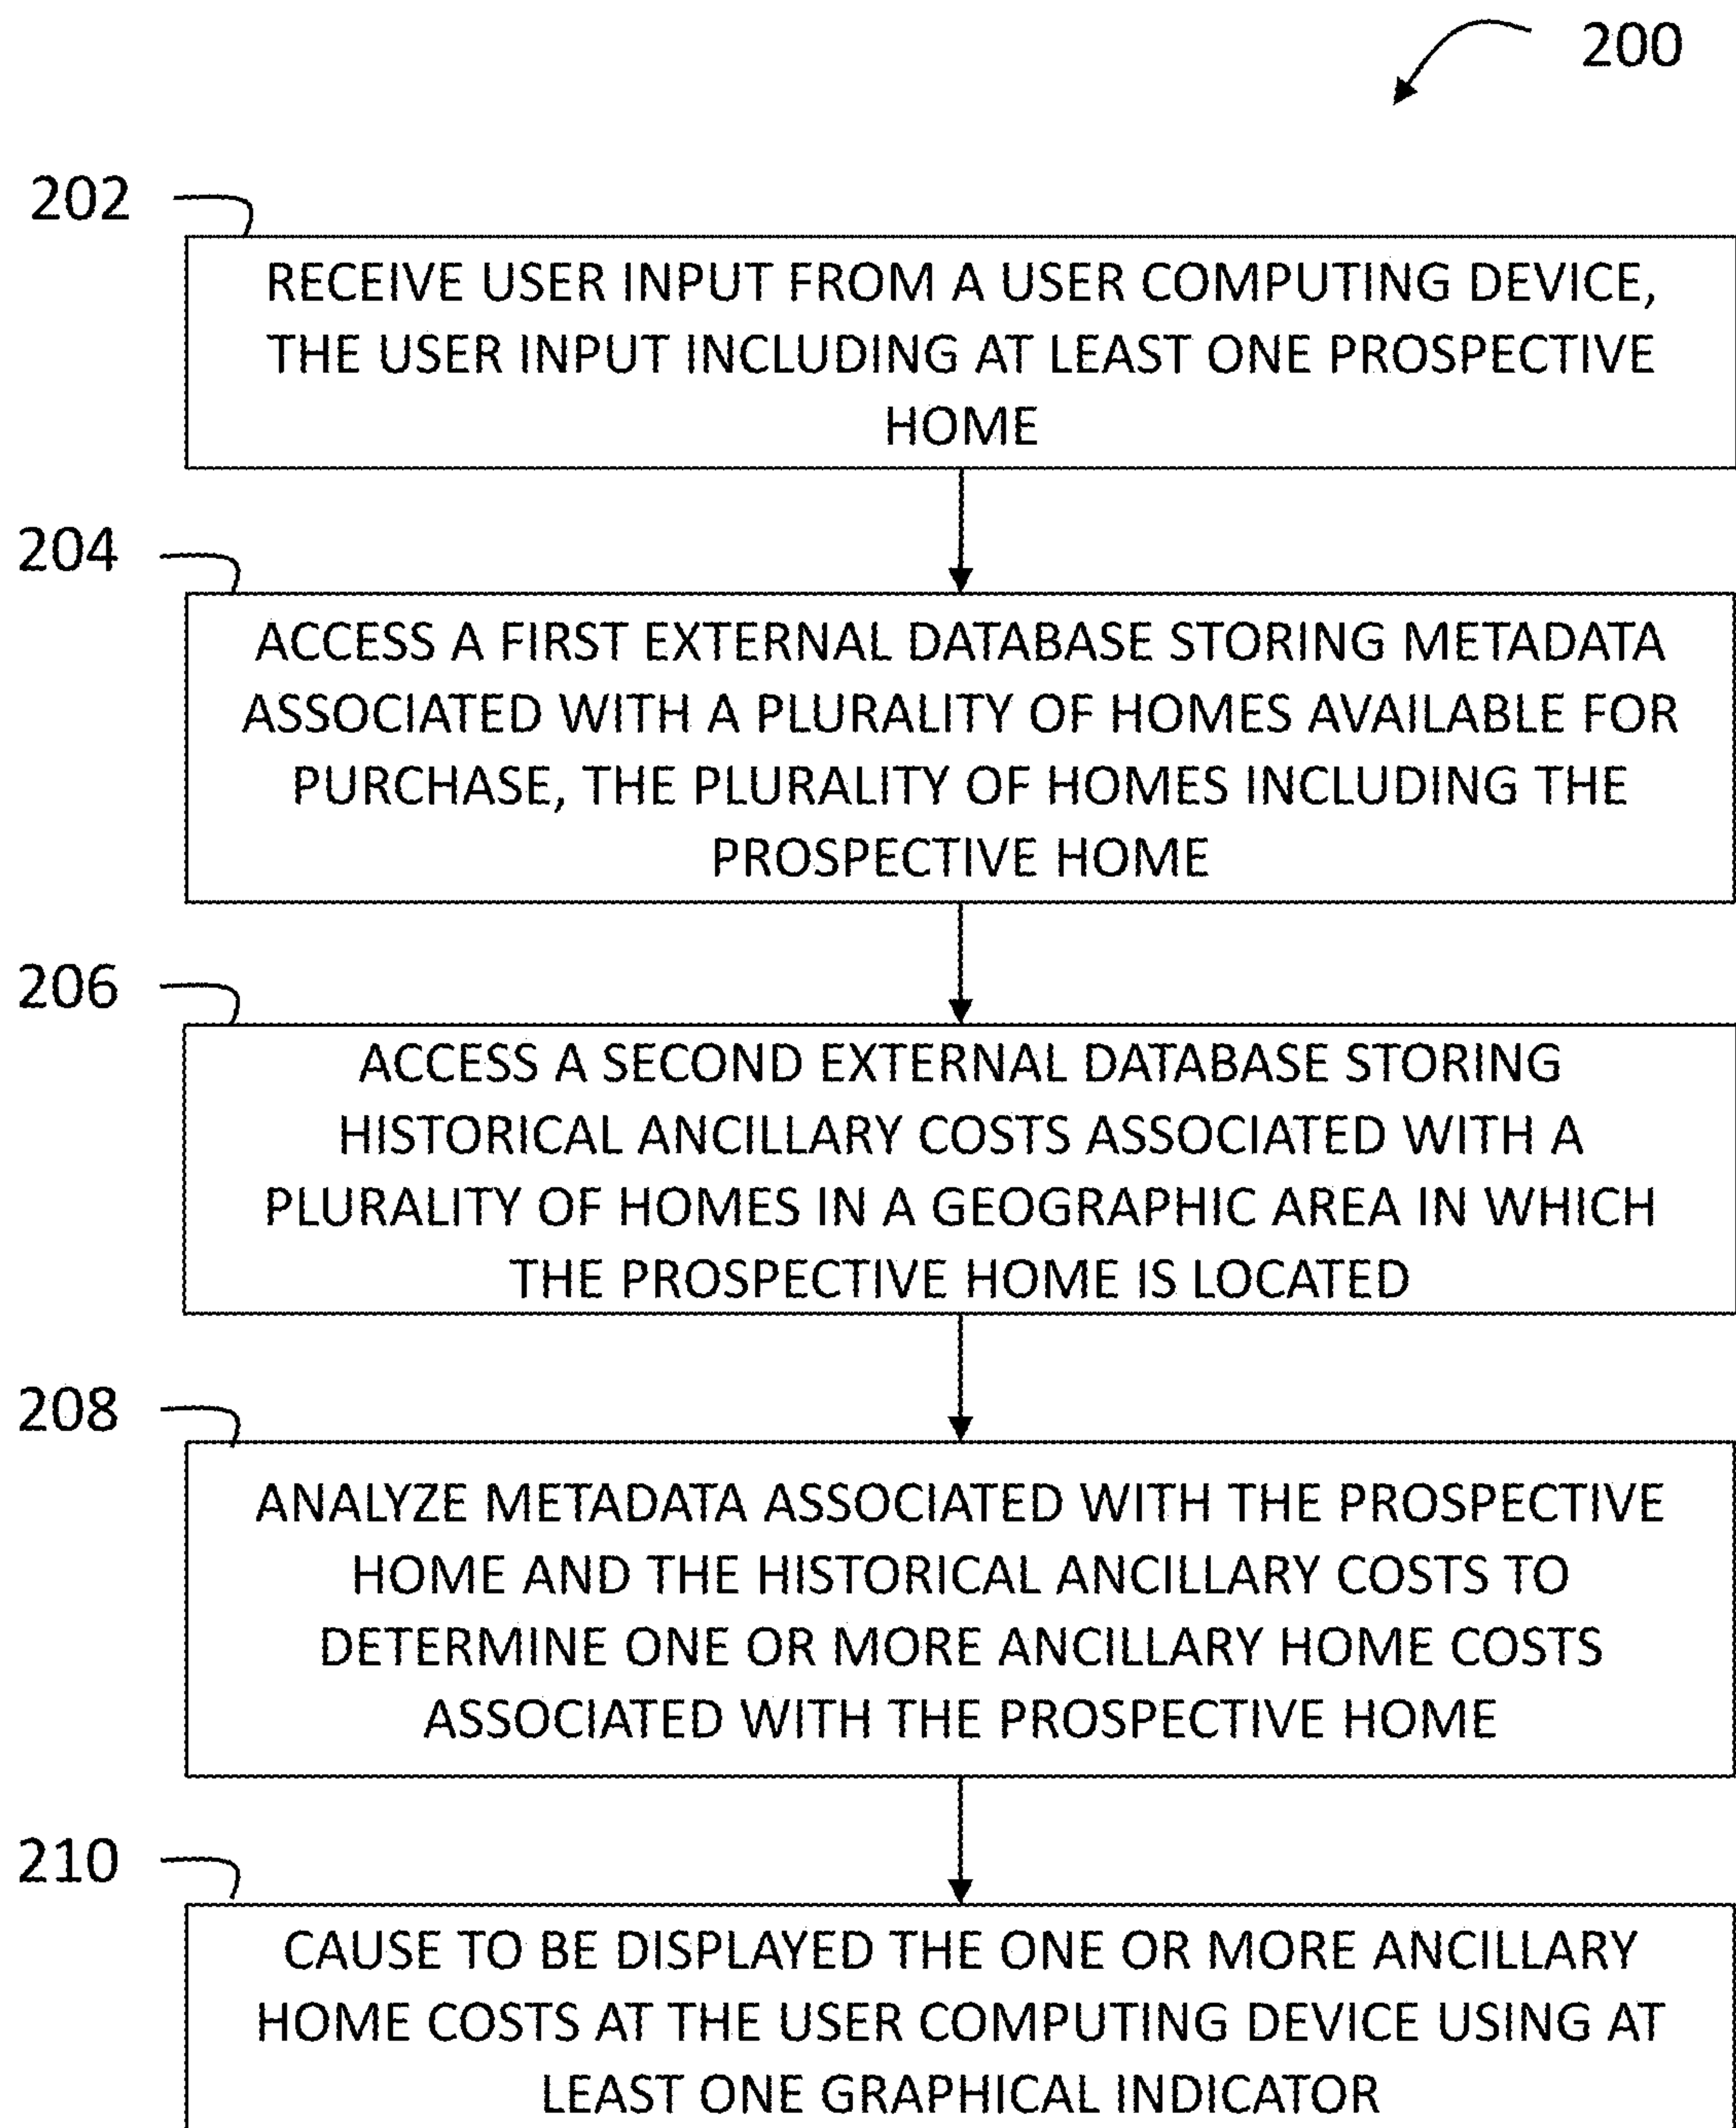 200
202
RECEIVE USER INPUT FROM A USER COMPUTING DEVICE,
THE USER INPUT INCLUDING AT LEAST ONE PROSPECTIVE
HOME
204
ACCESS A FIRST EXTERNAL DATABASE STORING METADATA
ASSOCIATED WITH A PLURALITY OF HOMES AVAILABLE FOR
PURCHASE, THE PLURALITY OF HOMES INCLUDING THE
PROSPECTIVE HOME
206
ACCESS A SECOND EXTERNAL DATABASE STORING
HISTORICAL ANCILLARY COSTS ASSOCIATED WITH A
PLURALITY OF HOMES IN A GEOGRAPHIC AREA IN WHICH
THE PROSPECTIVE HOME IS LOCATED
208
ANALYZE METADATA ASSOCIATED WITH THE PROSPECTIVE
HOME AND THE HISTORICAL ANCILLARY COSTS TO
DETERMINE ONE OR MORE ANCILLARY HOME COSTS
ASSOCIATED WITH THE PROSPECTIVE HOME
210
CAUSE TO BE DISPLAYED THE ONE OR MORE ANCILLARY
HOME COSTS AT THE USER COMPUTING DEVICE USING AT
LEAST ONE GRAPHICAL INDICATOR